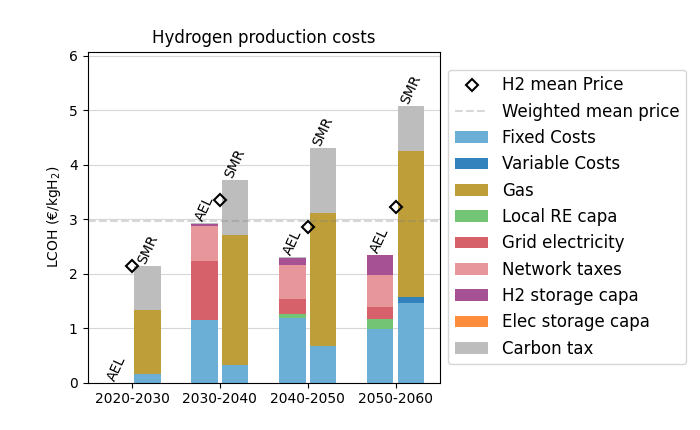 Hydrogen production costs
LCOH (€/kgH₂)
6
5
4
3
2
1
0
AEL
SMR
AEL
SMR
AEL
SMR
AEL
SMR
2020-2030
2030-2040
2040-2050
2050-2060
H2 mean Price
Weighted mean price
Fixed Costs
Variable Costs
Gas
Local RE capa
Grid electricity
Network taxes
H2 storage capa
Elec storage capa
Carbon tax